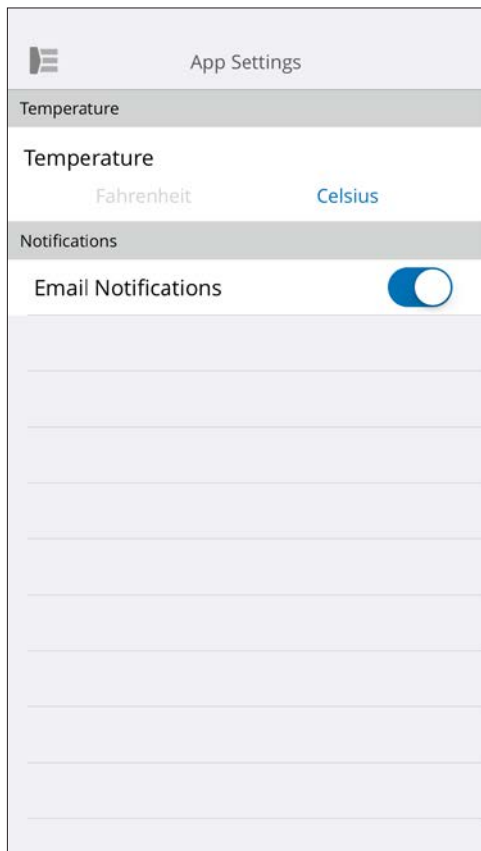 App Settings
Temperature
Temperature
Fahrenheit Celsius
Notifications
Email Notifications